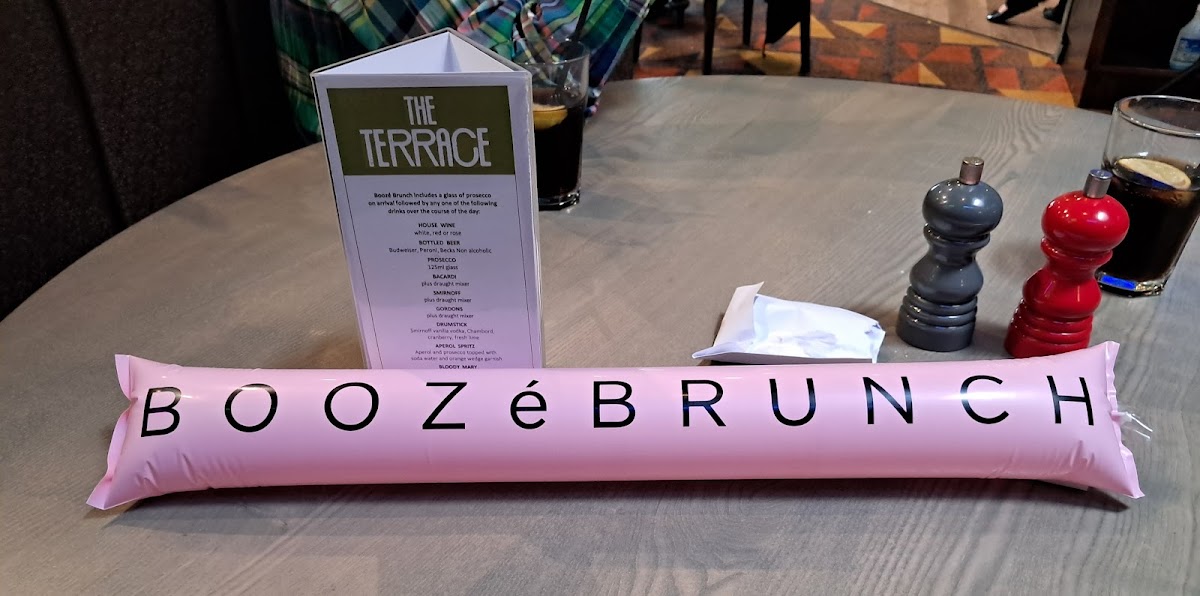 THE
TERRACE
Boozé Brunch includes a glass of prosecco
on arrival followed by any one of the following
drinks over the course of the day:
HOUSE WINE
white, red or rose
BOTTLED BEER
Budweiser, Peroni, Becks Non alcoholic
PROSECCO
125ml glass
BACARDI
plus draught mixer
SMIRNOFF
plus draught mixer
GORDONS
plus draught mixer
DRUMSTICK
Smirnoff vanilla vodka, Chambord,
cranberry, fresh lime
APEROL SPRITZ
Aperol and prosecco topped with
soda water and orange wedge garnish
BLOODY MARY
BOOZéBRUNCH